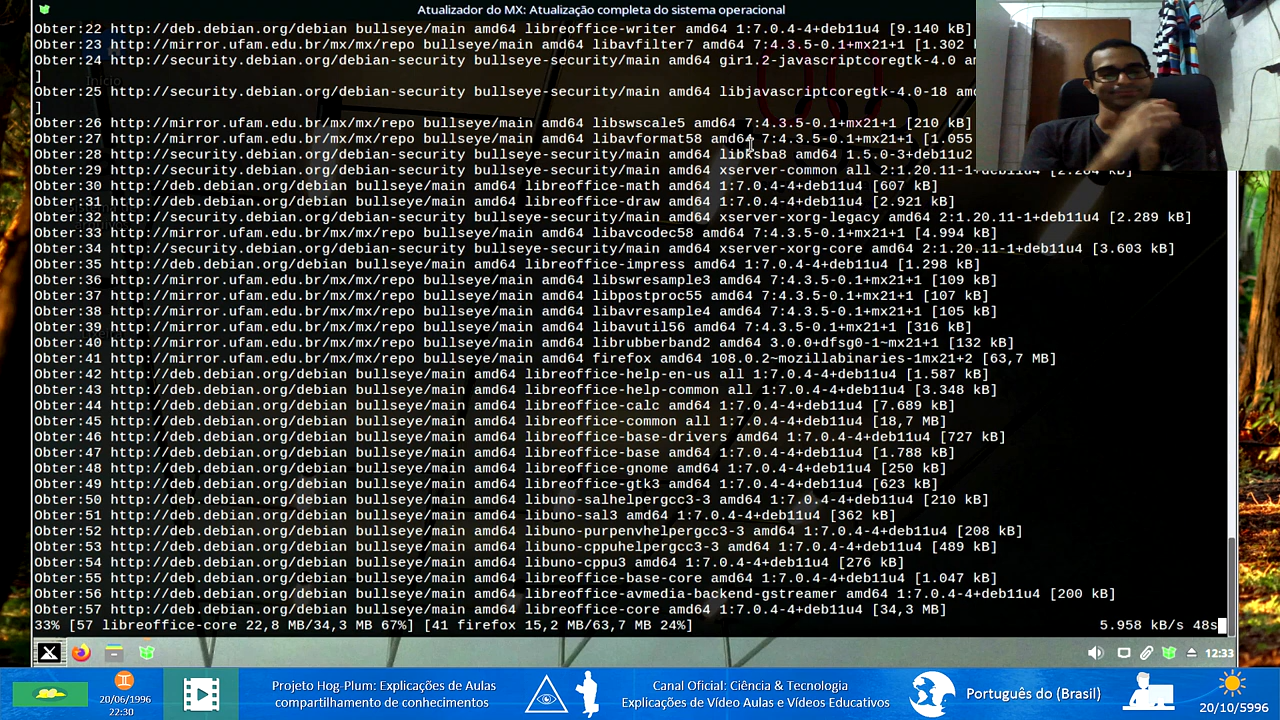 Atualizador do MX: Atualização completa do sistema operacional
Obter:22 http://deb.debian.org/debian bullseye/main amd64 libreoffice-writer amd64 1:7.0.4-4+deb11u4 [9.140 kB]
Obter:23 http://mirror.ufam.edu.br/mx/mx/repo bullseye/main amd64 libavfilter7 amd64 7:4.3.5-0.1+mx21+1 [1.302
Obter:24 http://security.debian.org/debian-security bullseye-security/main amd64 gir1.2-javascriptcoregtk-4.0
]
Obter:25 http://security.debian.org/debian-security bullseye-security/main amd64 libjavascriptcoregtk-4.0-18
]
Obter:26 http://mirror.ufam.edu.br/mx/mx/repo bullseye/main amd64 libswscale5 amd64 7:4.3.5-0.1+mx21+1 [210 kB]
Obter:27 http://mirror.ufam.edu.br/mx/mx/repo bullseye/main amd64 libavformat58 amd64 7:4.3.5-0.1+mx21+1 [1.055
Obter:28 http://security.debian.org/debian-security bullseye-security/main amd64 libksba8 amd64 1.5.0-3+deb11u2
Obter:29 http://security.debian.org/debian-security bullseye-security/main amd64 xserver-common all 2:1.20.11-1+deb11u4 [2.284 kB]
Obter:30 http://deb.debian.org/debian bullseye/main amd64 libreoffice-math amd64 1:7.0.4-4+deb11u4 [607 kB]
Obter:31 http://deb.debian.org/debian bullseye/main amd64 libreoffice-draw amd64 1:7.0.4-4+deb11u4 [2.921 kB]
Obter:32 http://security.debian.org/debian-security bullseye-security/main amd64 xserver-xorg-legacy amd64 2:1.20.11-1+deb11u4 [2.289 kB]
Obter:33 http://mirror.ufam.edu.br/mx/mx/repo bullseye/main amd64 libavcodec58 amd64 7:4.3.5-0.1+mx21+1 [4.994 kB]
Obter:34 http://security.debian.org/debian-security bullseye-security/main amd64 xserver-xorg-core amd64 2:1.20.11-1+deb11u4 [3.603 kB]
Obter:35 http://deb.debian.org/debian bullseye/main amd64 libreoffice-impress amd64 1:7.0.4-4+deb11u4 [1.298 kB]
Obter:36 http://mirror.ufam.edu.br/mx/mx/repo bullseye/main amd64 libswresample3 amd64 7:4.3.5-0.1+mx21+1 [109 kB]
Obter:37 http://mirror.ufam.edu.br/mx/mx/repo bullseye/main amd64 libpostproc55 amd64 7:4.3.5-0.1+mx21+1 [107 kB]
Obter:38 http://mirror.ufam.edu.br/mx/mx/repo bullseye/main amd64 libavresample4 amd64 7:4.3.5-0.1+mx21+1 [105 kB]
Obter:39 http://mirror.ufam.edu.br/mx/mx/repo bullseye/main amd64 libavutil56 amd64 7:4.3.5-0.1+mx21+1 [316 kB]
Obter:40 http://mirror.ufam.edu.br/mx/mx/repo bullseye/main amd64 librubberband2 amd64 3.0.0+dfsg0-1~mx21+1 [132 kB]
Obter:41 http://mirror.ufam.edu.br/mx/mx/repo bullseye/main amd64 firefox amd64 108.0.2~mozillabinaries-1mx21+2 [63,7 MB]
Obter:42 http://deb.debian.org/debian bullseye/main amd64 libreoffice-help-en-us all 1:7.0.4-4+deb11u4 [1.587 kB]
Obter:43 http://deb.debian.org/debian bullseye/main amd64 libreoffice-help-common all 1:7.0.4-4+deb11u4 [3.348 kB]
Obter:44 http://deb.debian.org/debian bullseye/main amd64 libreoffice-calc amd64 1:7.0.4-4+deb11u4 [7.689 kB]
Obter:45 http://deb.debian.org/debian bullseye/main amd64 libreoffice-common all 1:7.0.4-4+deb11u4 [18,7 MB]
Obter:46 http://deb.debian.org/debian bullseye/main amd64 libreoffice-base-drivers amd64 1:7.0.4-4+deb11u4 [727 kB]
Obter:47 http://deb.debian.org/debian bullseye/main amd64 libreoffice-base amd64 1:7.0.4-4+deb11u4 [1.788 kB]
Obter:48 http://deb.debian.org/debian bullseye/main amd64 libreoffice-gnome amd64 1:7.0.4-4+deb11u4 [250 kB]
Obter:49 http://deb.debian.org/debian bullseye/main amd64 libreoffice-gtk3 amd64 1:7.0.4-4+deb11u4 [623 kB]
Obter:50 http://deb.debian.org/debian bullseye/main amd64 libuno-salhelpergcc3-3 amd64 1:7.0.4-4+deb11u4 [210 kB]
Obter:51 http://deb.debian.org/debian bullseye/main amd64 libuno-sal3 amd64 1:7.0.4-4+deb11u4 [362 kB]
Obter:52 http://deb.debian.org/debian bullseye/main amd64 libuno-purpenvhelpergcc3-3 amd64 1:7.0.4-4+deb11u4 [208 kB]
Obter:53 http://deb.debian.org/debian bullseye/main amd64 libuno-cppuhelpergcc3-3 amd64 1:7.0.4-4+deb11u4 [489 kB]
Obter:54 http://deb.debian.org/debian bullseye/main amd64 libuno-cppu3 amd64 1:7.0.4-4+deb11u4 [276 kB]
Obter:55 http://deb.debian.org/debian bullseye/main amd64 libreoffice-base-core amd64 1:7.0.4-4+deb11u4 [1.047 kB]
Obter:56 http://deb.debian.org/debian bullseye/main amd64 libreoffice-avmedia-backend-gstreamer amd64 1:7.0.4-4+deb11u4 [200 kB]
Obter:57 http://deb.debian.org/debian bullseye/main amd64 libreoffice-core amd64 1:7.0.4-4+deb11u4 [34,3 MB]
33% [57 libreoffice-core 22,8 MB/34,3 MB 67%] [41 firefox 15,2 MB/63,7 MB 24%] 5.958 kB/s 48s
12:33
20/06/1996
22:30
Projeto Hog-Plum: Explicações de Aulas
compartilhamento de conhecimentos
Canal Oficial: Ciência & Tecnologia
Explicações de Vídeo Aulas e Vídeos Educativos
Português do (Brasil)
20/10/5996